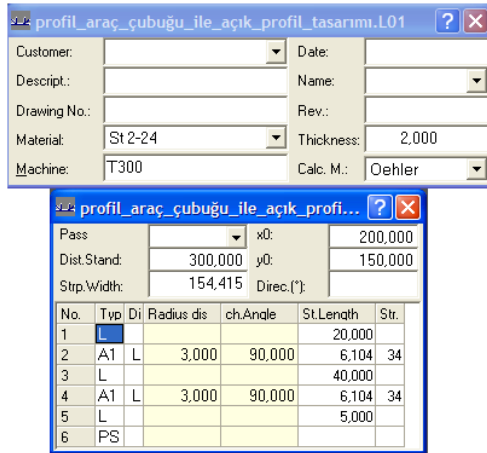 profil_araç_çubuğu_ile_açık_profil_tasarımı.L01
Customer: Date:
Descript.: Name:
Drawing No.: Rev.:
Material: St 2-24 Thickness: 2,000
Machine: T300 Calc. M.: Oehler
profil_araç_çubuğu_ile_açık_profi...
Pass x0: 200,000
Dist.Stand: 300,000 y0: 150,000
Strp.Width: 154,415 Direc.(°):
No. Typ Di Radius dis ch.Angle St.Length Str.
1 L 20,000
2 A1 L 3,000 90,000 6,104 34
3 L 40,000
4 A1 L 3,000 90,000 6,104 34
5 L 5,000
6 PS